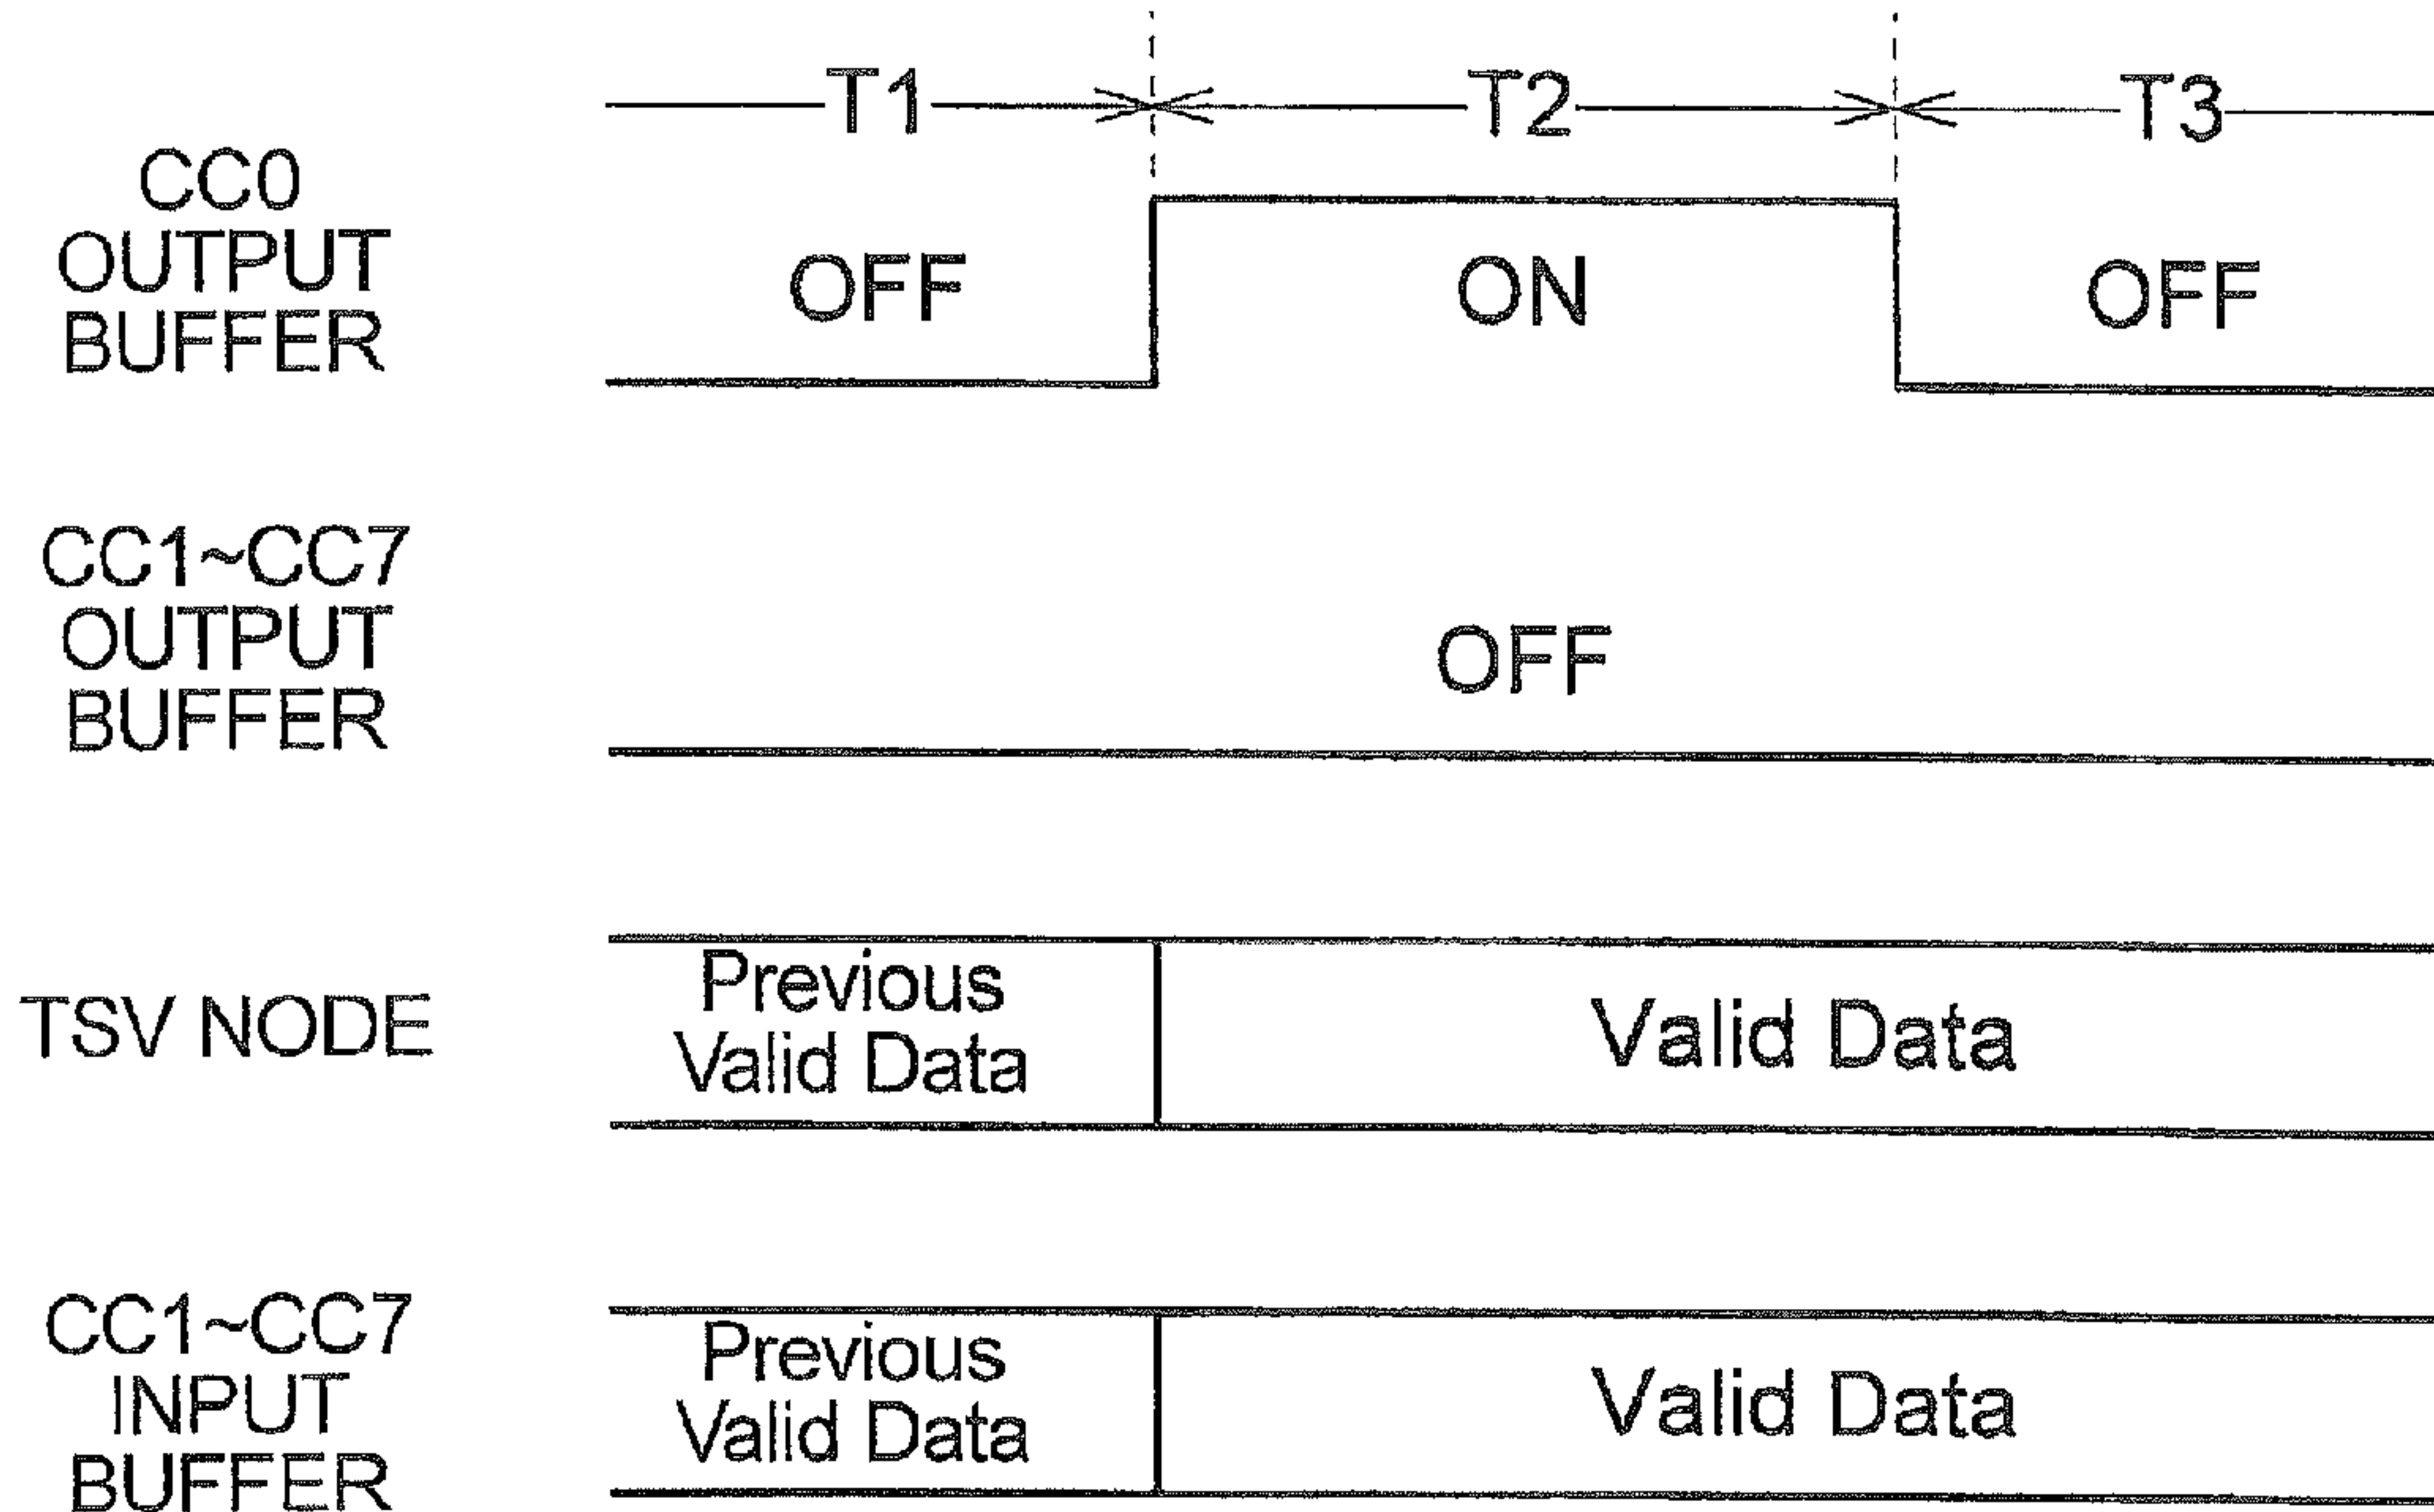 T1 T2 T3
CC0
OUTPUT
BUFFER
OFF ON OFF
CC1~CC7
OUTPUT
BUFFER
OFF
TSV NODE
Previous
Valid Data
Valid Data
CC1~CC7
INPUT
BUFFER
Previous
Valid Data
Valid Data